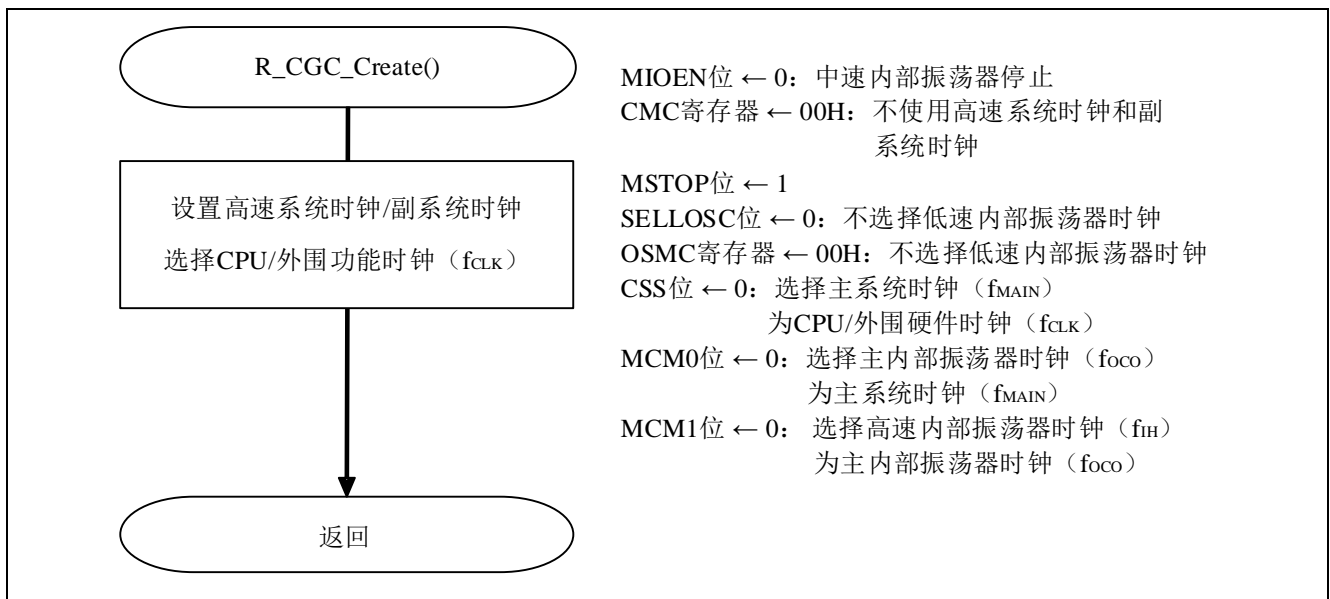 R_CGC_Create()
设置高速系统时钟/副系统时钟
选择CPU/外围功能时钟（fCLK）
返回
MIOEN位 ← 0：中速内部振荡器停止
CMC寄存器 ← 00H：不使用高速系统时钟和副
系统时钟
MSTOP位 ← 1
SELLOSC位 ← 0：不选择低速内部振荡器时钟
OSMC寄存器 ← 00H：不选择低速内部振荡器时钟
CSS位 ← 0：选择主系统时钟（fMAIN）
为CPU/外围硬件时钟（fCLK）
MCM0位 ← 0：选择主内部振荡器时钟（fOCO）
为主系统时钟（fMAIN）
MCM1位 ← 0： 选择高速内部振荡器时钟（fIH）
为主内部振荡器时钟（fOCO）